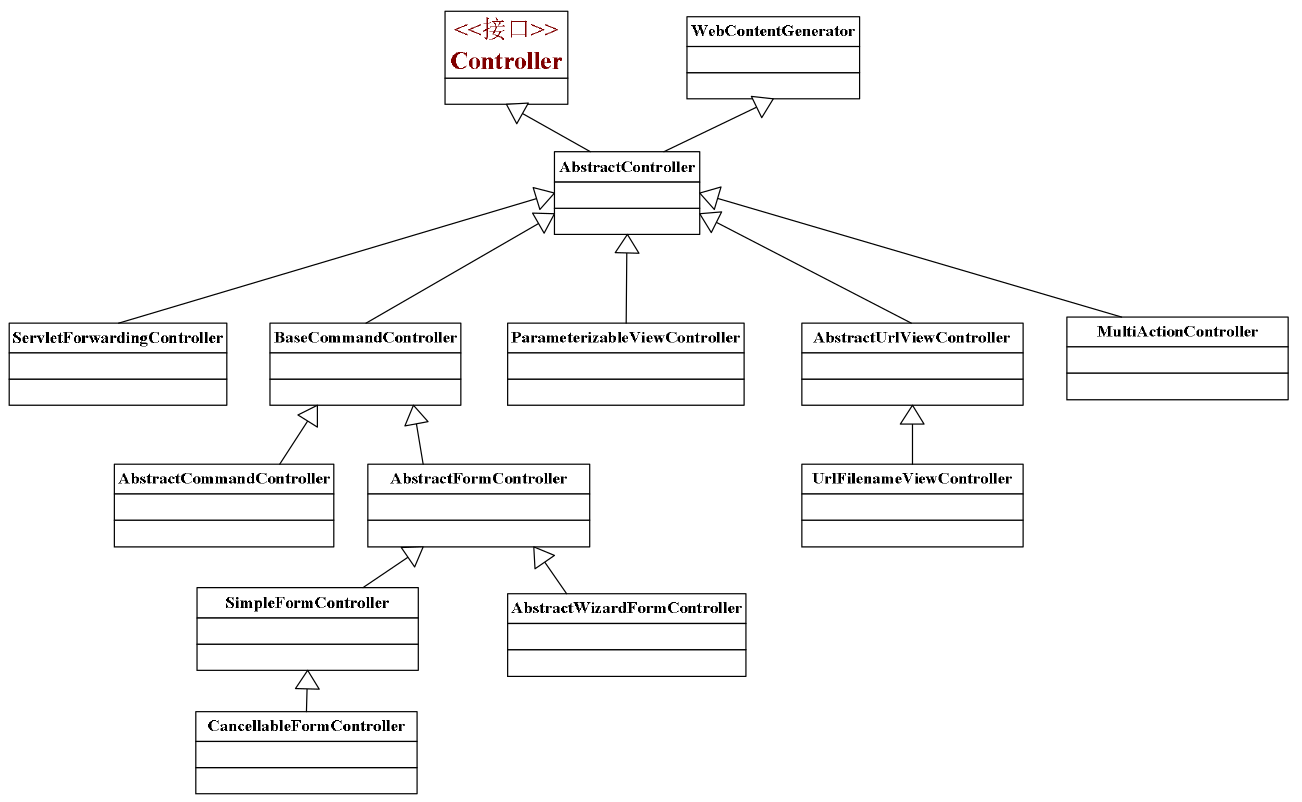 <<接口>>
Controller
WebContentGenerator
AbstractController
ServletForwardingController
BaseCommandController
ParameterizableViewController
AbstractUrlViewController
MultiActionController
AbstractCommandController
AbstractFormController
UrlFilenameViewController
SimpleFormController
AbstractWizardFormController
CancellableFormController